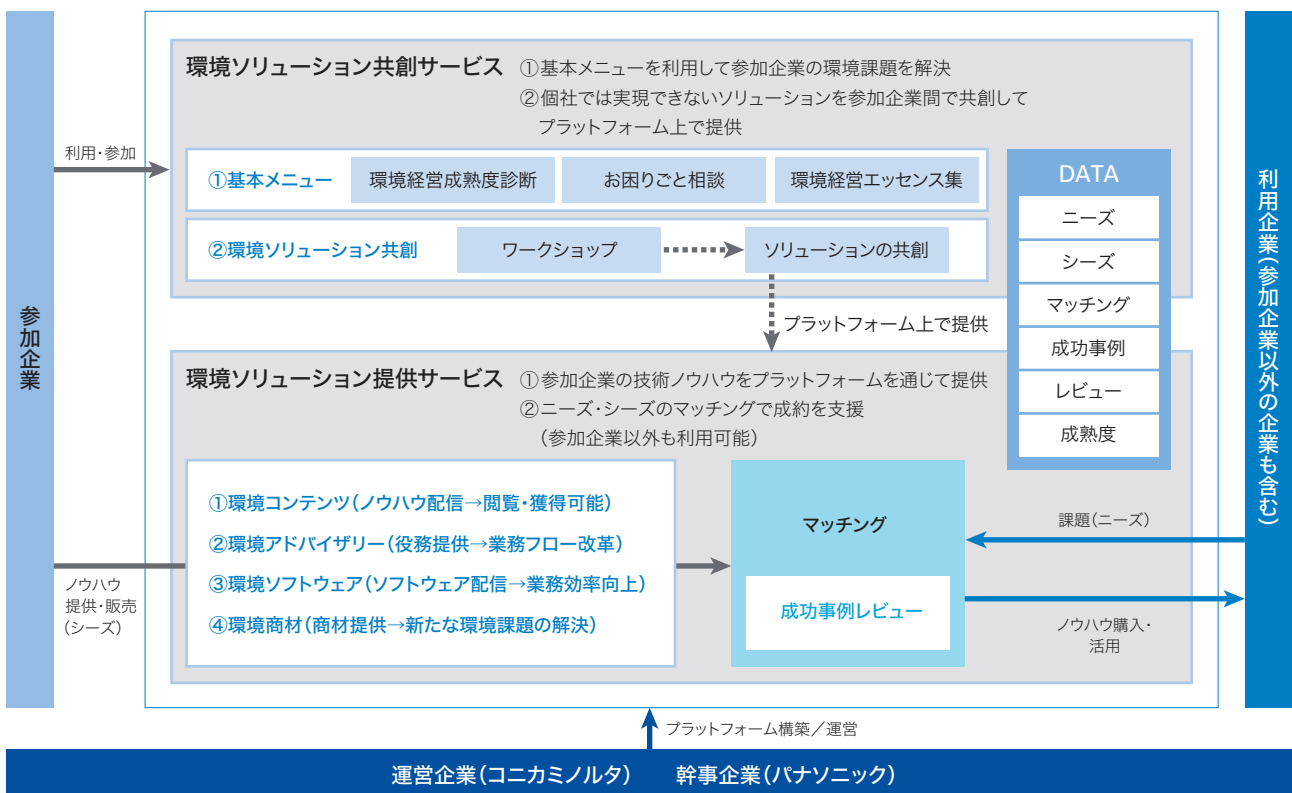 参加企業
利用・参加
環境ソリューション共創サービス
①基本メニューを利用して参加企業の環境課題を解決
②個社では実現できないソリューションを参加企業間で共創して
プラットフォーム上で提供
①基本メニュー
環境経営成熟度診断
お困りごと相談
環境経営エッセンス集
②環境ソリューション共創
ワークショップ
ソリューションの共創
プラットフォーム上で提供
DATA
ニーズ
シーズ
マッチング
成功事例
レビュー
成熟度
環境ソリューション提供サービス
①参加企業の技術ノウハウをプラットフォームを通じて提供
②ニーズ・シーズのマッチングで成約を支援
（参加企業以外も利用可能）
①環境コンテンツ（ノウハウ配信→閲覧・獲得可能）
②環境アドバイザリー（役務提供→業務フロー改革）
③環境ソフトウェア（ソフトウェア配信→業務効率向上）
④環境商材（商材提供→新たな環境課題の解決）
ノウハウ
提供・販売
（シーズ）
マッチング
成功事例レビュー
課題（ニーズ）
ノウハウ購入・
活用
利用企業（参加企業以外の企業も含む）
プラットフォーム構築／運営
運営企業（コニカミノルタ）　幹事企業（パナソニック）